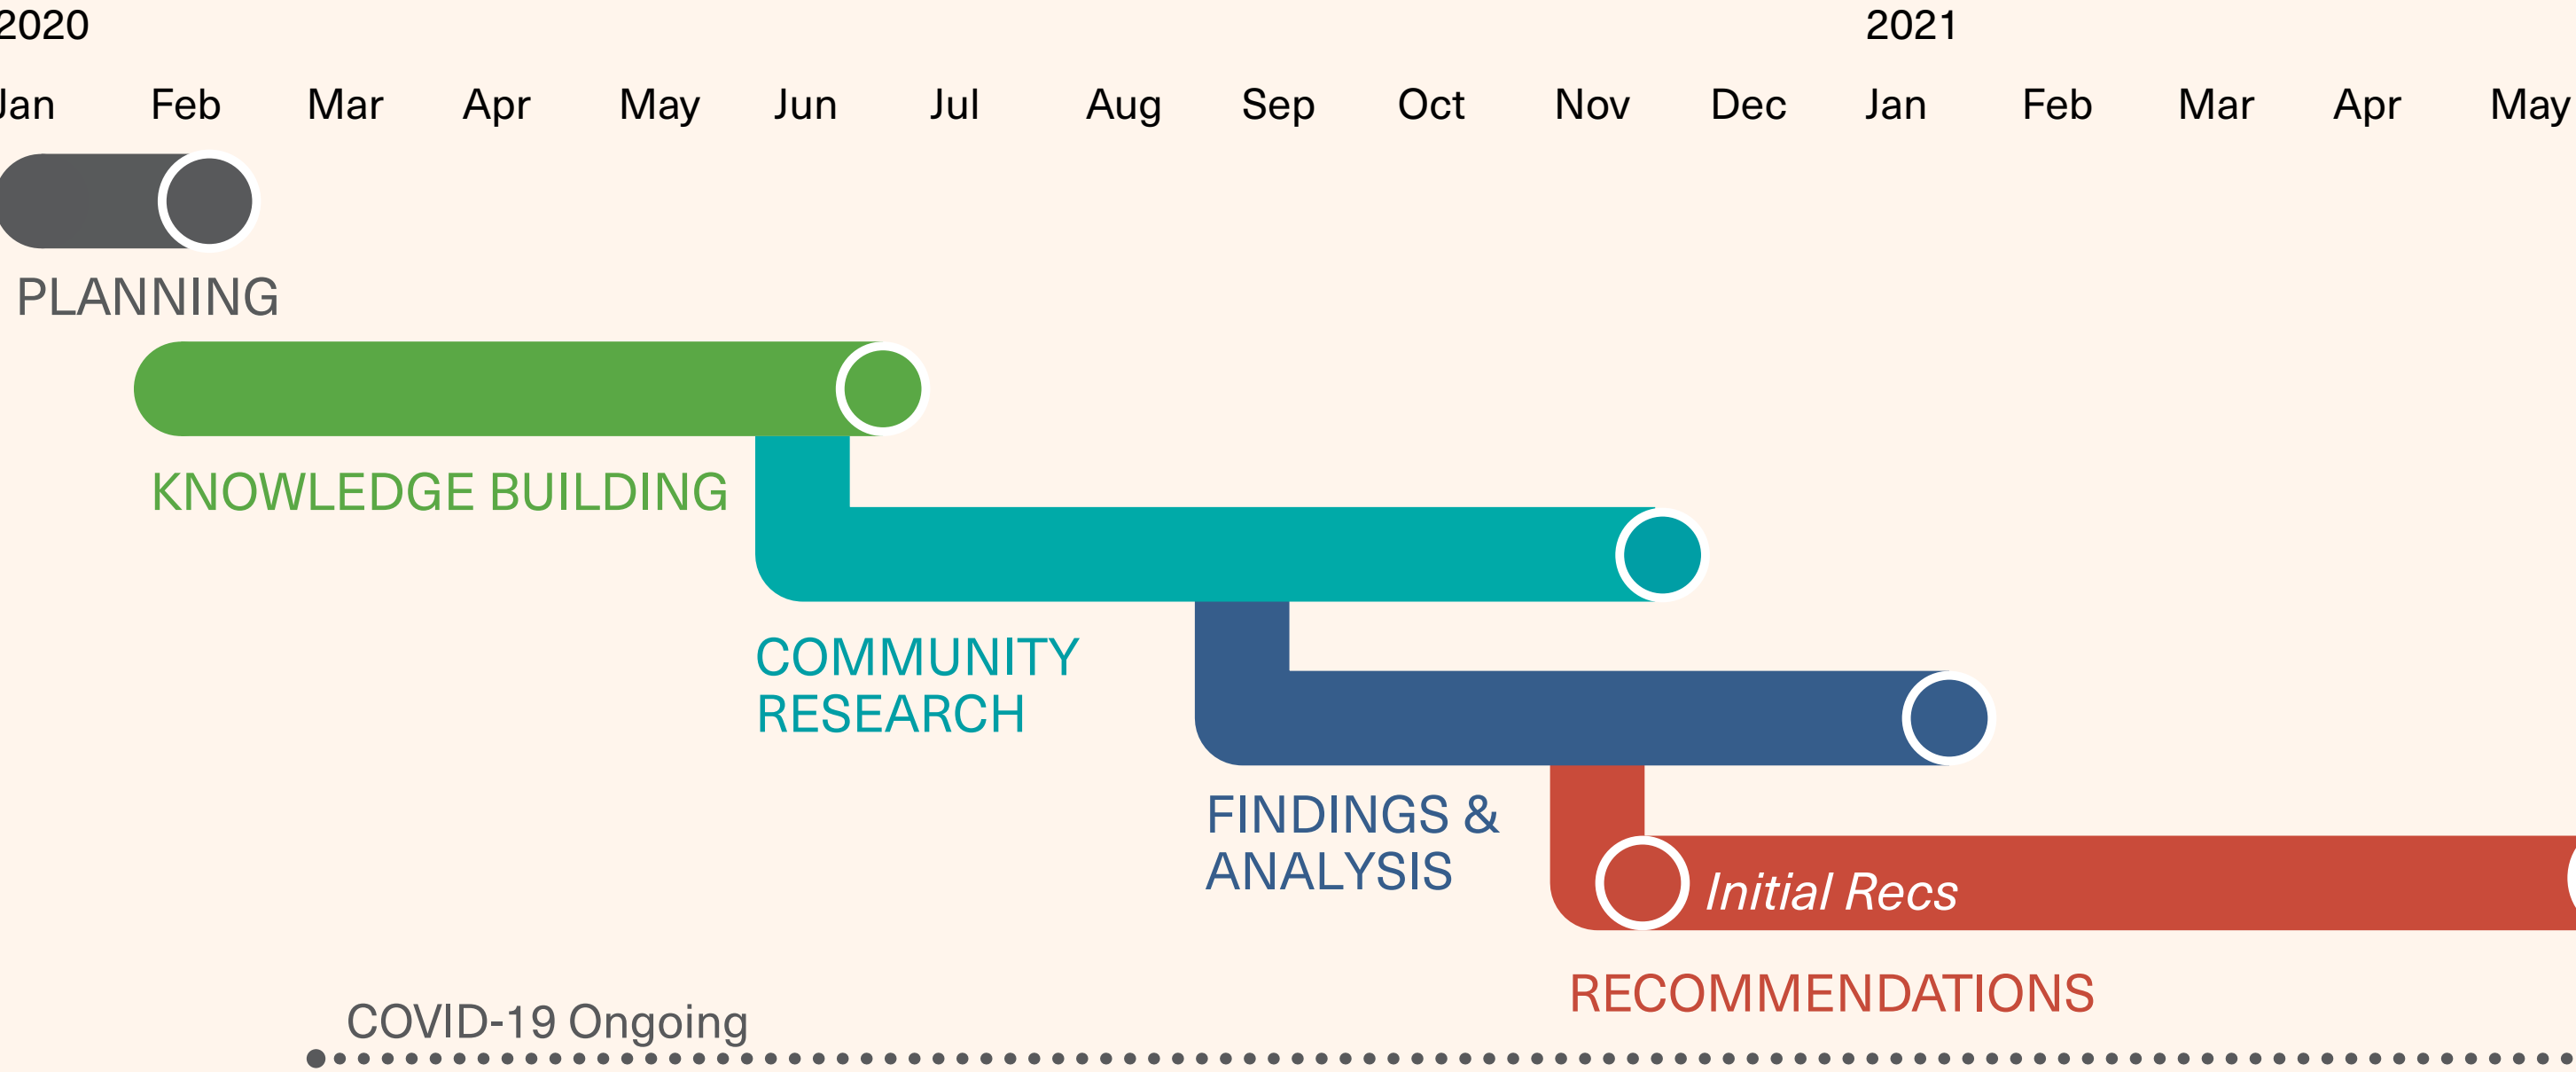 2020 2021
Jan Feb Mar Apr May Jun Jul Aug Sep Oct Nov Dec Jan Feb Mar Apr May
PLANNING
KNOWLEDGE BUILDING
COMMUNITY
RESEARCH
FINDINGS &
ANALYSIS
Initial Recs
RECOMMENDATIONS
COVID-19 Ongoing